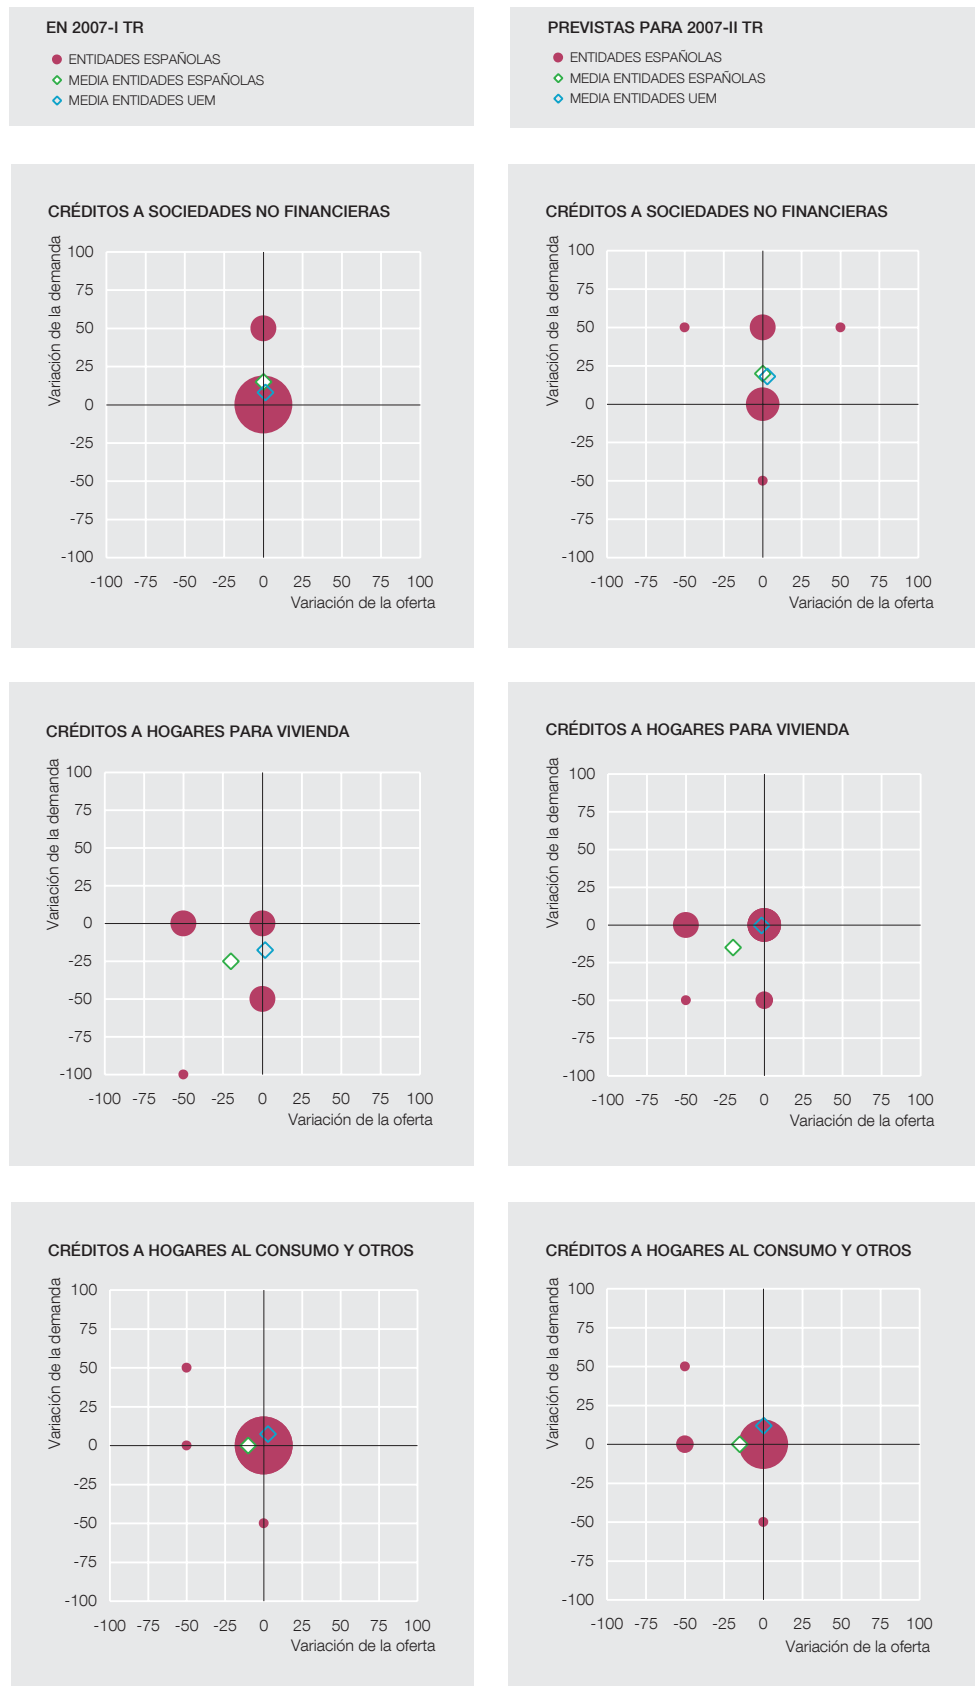 EN 2007-I TR
ENTIDADES ESPAÑOLAS
MEDIA ENTIDADES ESPAÑOLAS
MEDIA ENTIDADES UEM
PREVISTAS PARA 2007-II TR
ENTIDADES ESPAÑOLAS
MEDIA ENTIDADES ESPAÑOLAS
MEDIA ENTIDADES UEM
CRÉDITOS A SOCIEDADES NO FINANCIERAS
Variación de la demanda
100
75
50
25
0
-25
-50
-75
-100
-100 -75 -50 -25 0 25 50 75 100
Variación de la oferta
CRÉDITOS A SOCIEDADES NO FINANCIERAS
Variación de la demanda
100
75
50
25
0
-25
-50
-75
-100
-100 -75 -50 -25 0 25 50 75 100
Variación de la oferta
CRÉDITOS A HOGARES PARA VIVIENDA
Variación de la demanda
100
75
50
25
0
-25
-50
-75
-100
-100 -75 -50 -25 0 25 50 75 100
Variación de la oferta
CRÉDITOS A HOGARES PARA VIVIENDA
Variación de la demanda
100
75
50
25
0
-25
-50
-75
-100
-100 -75 -50 -25 0 25 50 75 100
Variación de la oferta
CRÉDITOS A HOGARES AL CONSUMO Y OTROS
Variación de la demanda
100
75
50
25
0
-25
-50
-75
-100
-100 -75 -50 -25 0 25 50 75 100
Variación de la oferta
CRÉDITOS A HOGARES AL CONSUMO Y OTROS
Variación de la demanda
100
75
50
25
0
-25
-50
-75
-100
-100 -75 -50 -25 0 25 50 75 100
Variación de la oferta